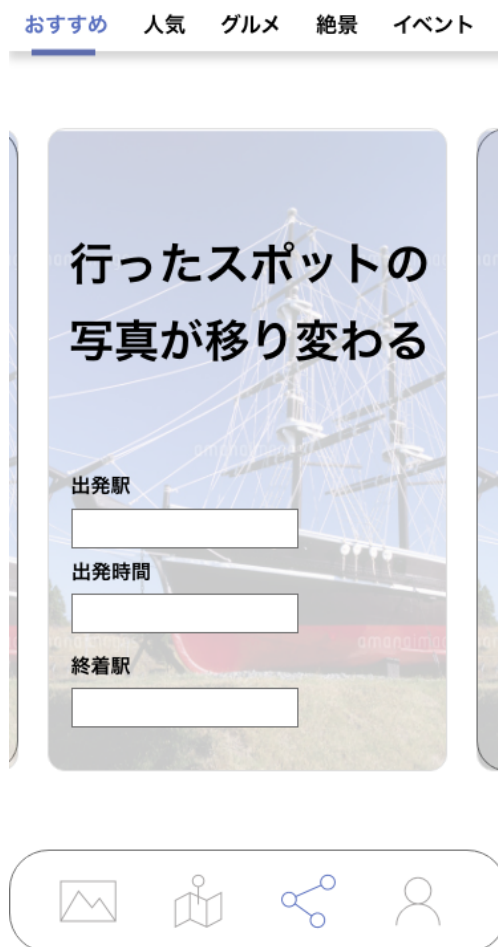 おすすめ 人気 グルメ 絶景 イベント
行ったスポットの
写真が移り変わる
出発駅
出発時間
終着駅